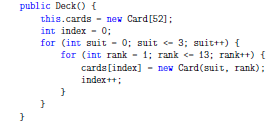 public Deck() {
this.cards = new Card[52];
int index = 0;
for (int suit = 0; suit <= 3; suit++) {
for (int rank = 1; rank <= 13; rank++) {
cards[index] = new Card(suit, rank);
index++;
}
}
}